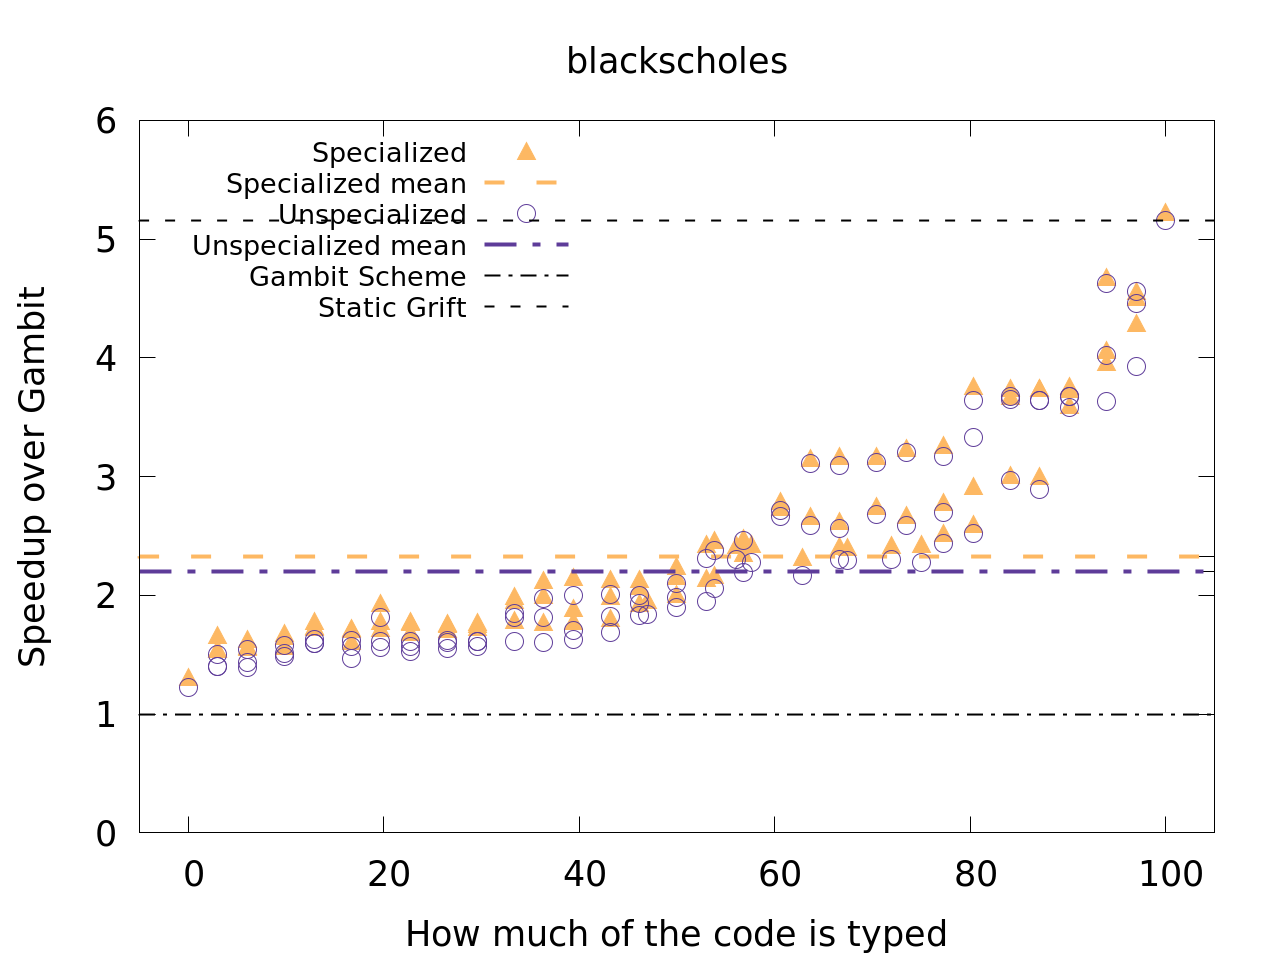 blackscholes
Speedup over Gambit
6
5
4
3
2
1
0
Specialized
Specialized mean
Unspecialized
Unspecialized mean
Gambit Scheme
Static Grift
0 20 40 60 80 100
How much of the code is typed